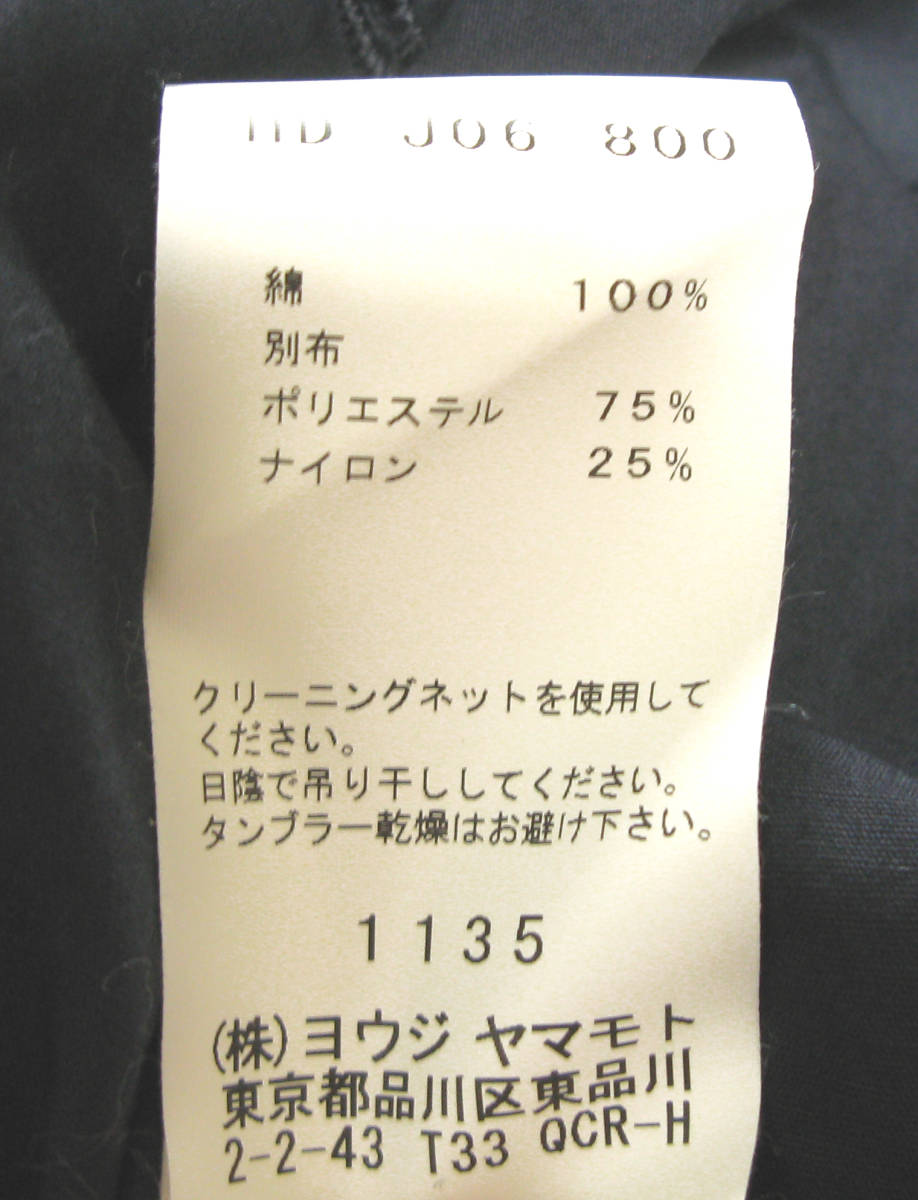 J06 800
綿 100%
別布
ポリエステル 75%
ナイロン 25%
クリーニングネットを使用して
ください。
日陰で吊り干ししてください。
タンブラー乾燥はお避け下さい。
1135
(株)ヨウジ ヤマモト
東京都品川区東品川
2-2-43 T33 QCR-H